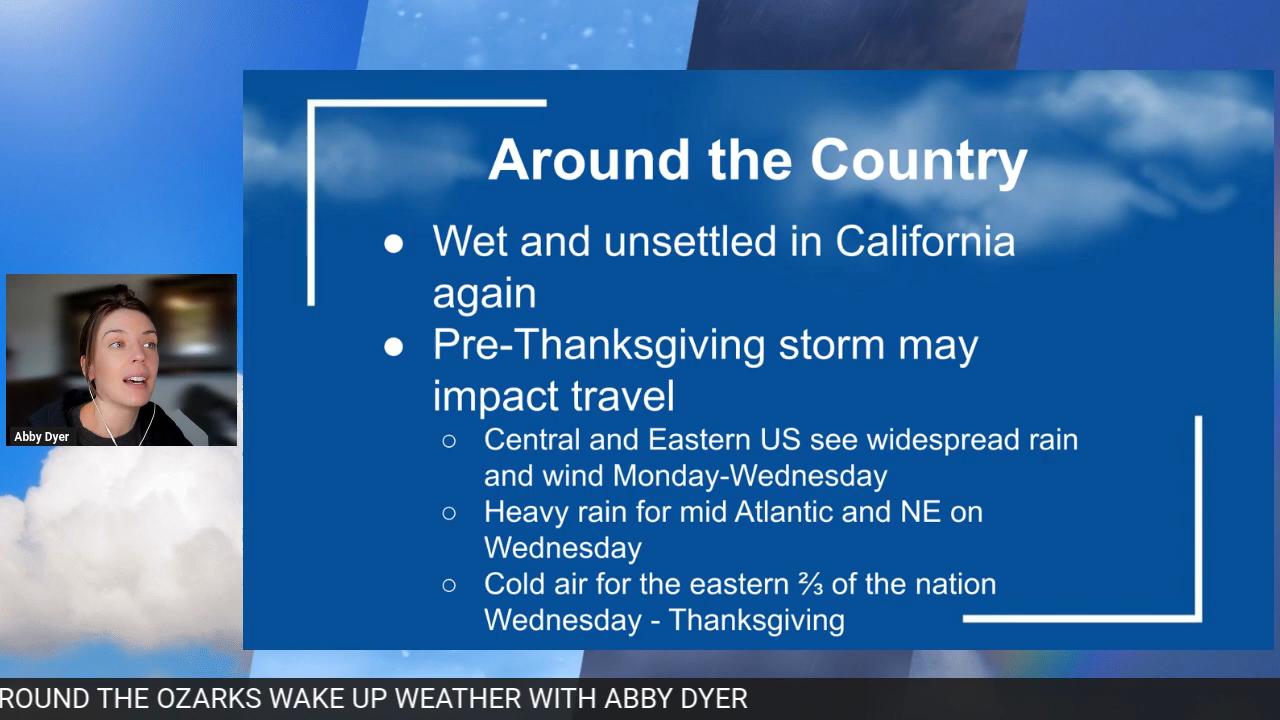 Around the Country
● Wet and unsettled in California
again
● Pre-Thanksgiving storm may
impact travel
○ Central and Eastern US see widespread rain
and wind Monday-Wednesday
○ Heavy rain for mid Atlantic and NE on
Wednesday
○ Cold air for the eastern ⅔ of the nation
Wednesday - Thanksgiving
Abby Dyer
ROUND THE OZARKS WAKE UP WEATHER WITH ABBY DYER